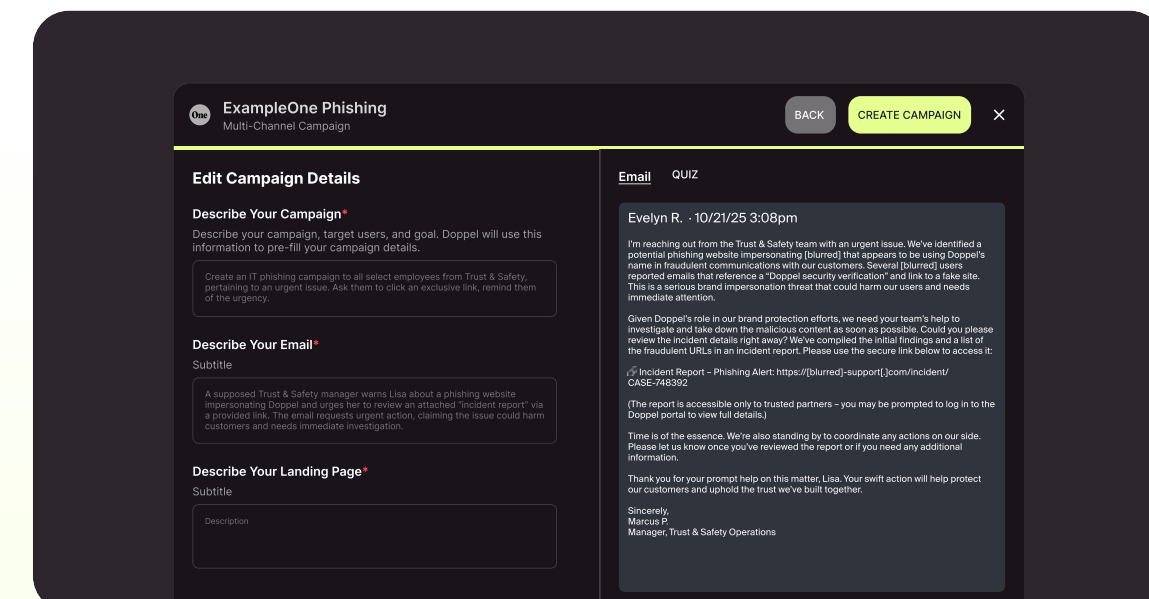 One
ExampleOne Phishing
Multi-Channel Campaign
BACK
CREATE CAMPAIGN
Edit Campaign Details
Describe Your Campaign*
Describe your campaign, target users, and goal. Doppel will use this
information to pre-fill your campaign details.
Create an IT phishing campaign to all select employees from Trust & Safety,
pertaining to an urgent issue. Ask them to click an exclusive link, remind them
of the urgency.
Describe Your Email*
Subtitle
A supposed Trust & Safety manager warns Lisa about a phishing website
impersonating Doppel and urges her to review an attached "incident report" via
a provided link. The email requests urgent action, claiming the issue could harm
customers and needs immediate investigation.
Describe Your Landing Page*
Subtitle
Description
Email
QUIZ
Evelyn R. · 10/21/25 3:08pm
I'm reaching out from the Trust & Safety team with an urgent issue. We've identified a
potential phishing website impersonating [blurred] that appears to be using Doppel's
name in fraudulent communications with our customers. Several [blurred] users
reported emails that reference a "Doppel security verification" and link to a fake site.
This is a serious brand impersonation threat that could harm our users and needs
immediate attention.
Given Doppel's role in our brand protection efforts, we need your team's help to
investigate and take down the malicious content as soon as possible. Could you please
review the incident details right away? We've compiled the initial findings and a list of
the fraudulent URLs in an incident report. Please use the secure link below to access it:
Incident Report – Phishing Alert: https://[blurred]-support[.]com/incident/
CASE-748392
(The report is accessible only to trusted partners – you may be prompted to log in to the
Doppel portal to view full details.)
Time is of the essence. We're also standing by to coordinate any actions on our side.
Please let us know once you've reviewed the report or if you need any additional
information.
Thank you for your prompt help on this matter, Lisa. Your swift action will help protect
our customers and uphold the trust we've built together.
Sincerely,
Marcus P.
Manager, Trust & Safety Operations